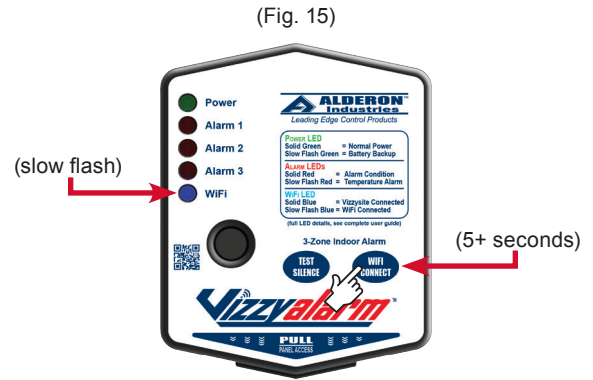 (Fig. 15)
Power
Alarm 1
Alarm 2
Alarm 3
WiFi
(slow flash)
ALDERON™
Industries
Leading Edge Control Products
POWER LED
Solid Green = Normal Power
Slow Flash Green = Battery Backup
ALARM LEDS
Solid Red = Alarm Condition
Slow Flash Red = Temperature Alarm
WIFI LED
Solid Blue = Vizzysite Connected
Slow Flash Blue = WiFi Connected
(full LED details, see complete user guide)
3-Zone Indoor Alarm
TEST
SILENCE
WIFI
CONNECT
(5+ seconds)
Vizzyalarm™
PULL
PANEL ACCESS